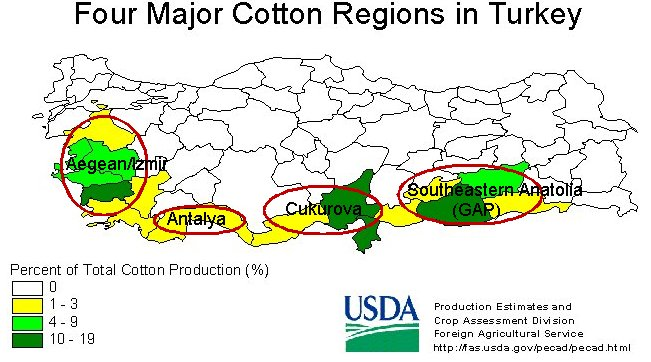 Four Major Cotton Regions in Turkey
Aegean/Izmir
Antalya
Cukurova
Southeastern Anatolia
(GAP)
Percent of Total Cotton Production (%)
0
1 - 3
4 - 9
10 - 19
USDA
Production Estimates and
Crop Assessment Division
Foreign Agricultural Service
http://fas.usda.gov/pecad/pecad.html